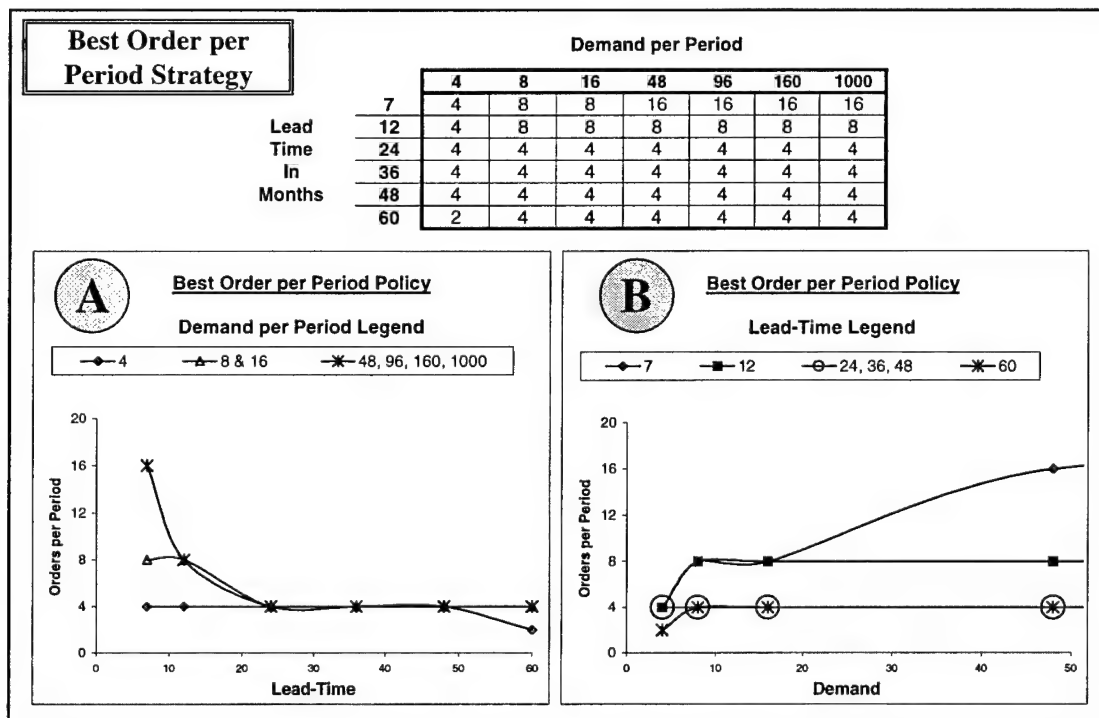 Best Order per
Period Strategy
Demand per Period
4 8 16 48 96 160 1000
7 4 8 8 16 16 16 16
Lead 12 4 8 8 8 8 8 8
Time 24 4 4 4 4 4 4 4
In 36 4 4 4 4 4 4 4
Months 48 4 4 4 4 4 4 4
60 2 4 4 4 4 4 4
A
Best Order per Period Policy
Demand per Period Legend
4 8 & 16 48, 96, 160, 1000
20
16
12
8
4
0
Orders per Period
0 10 20 30 40 50 60
Lead-Time
B
Best Order per Period Policy
Lead-Time Legend
7 12 24, 36, 48 60
20
16
12
8
4
0
Orders per Period
0 10 20 30 40 50
Demand